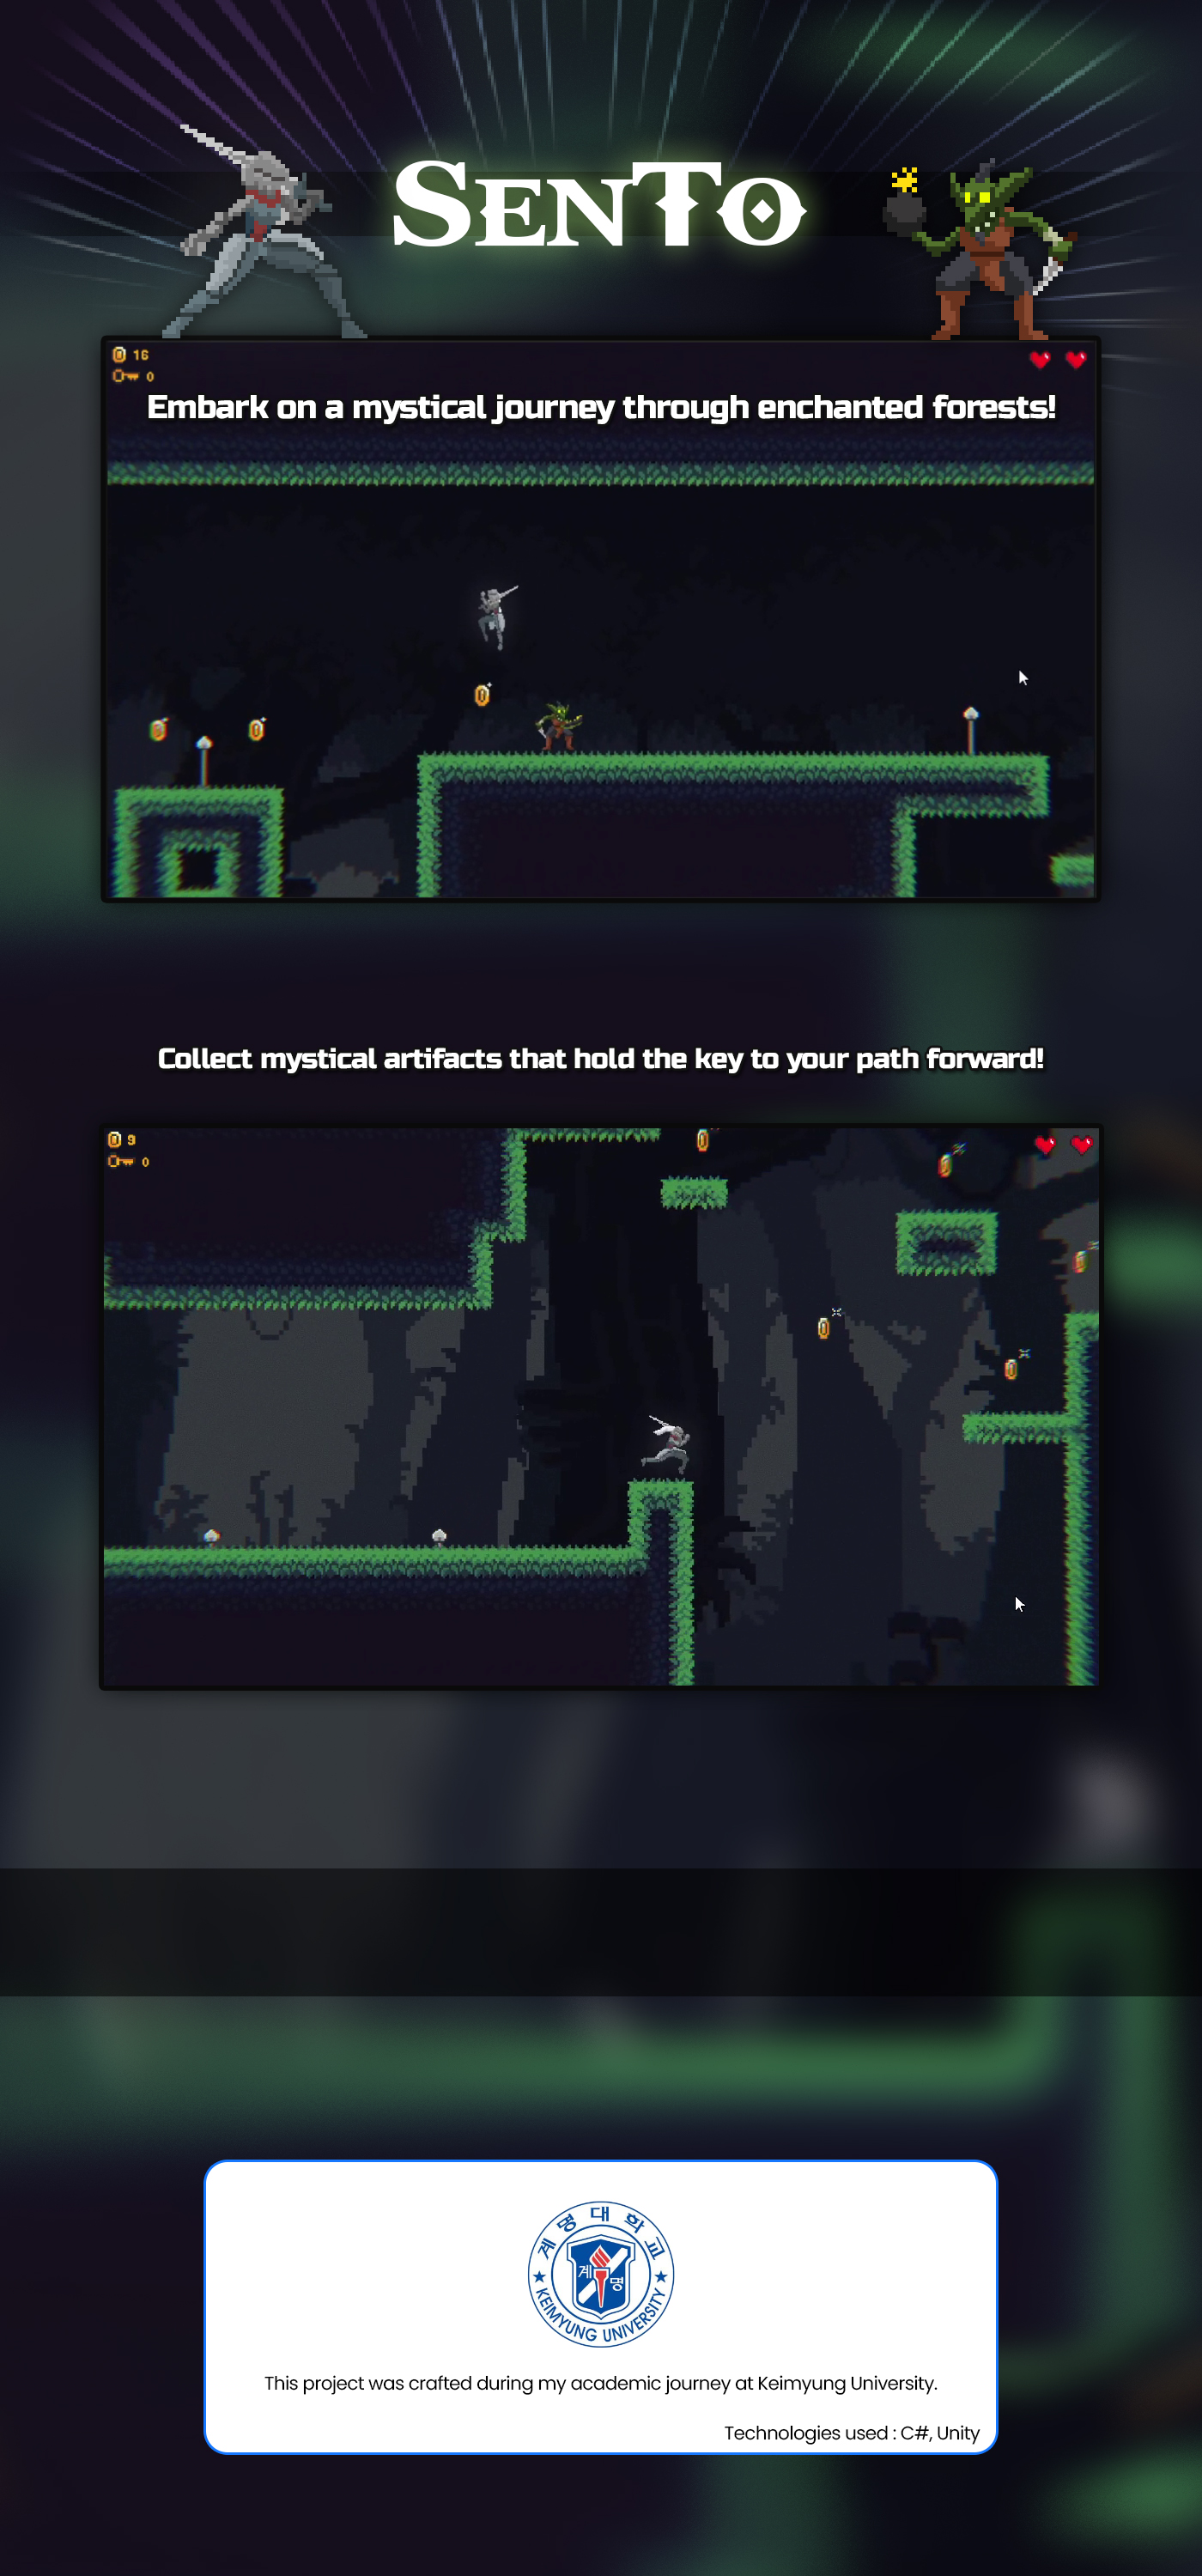 SENTO
16
0
Embark on a mystical journey through enchanted forests!
Collect mystical artifacts that hold the key to your path forward!
9
0
계명대학교
계명
KEIMYUNG UNIVERSITY
This project was crafted during my academic journey at Keimyung University.
Technologies used : C#, Unity